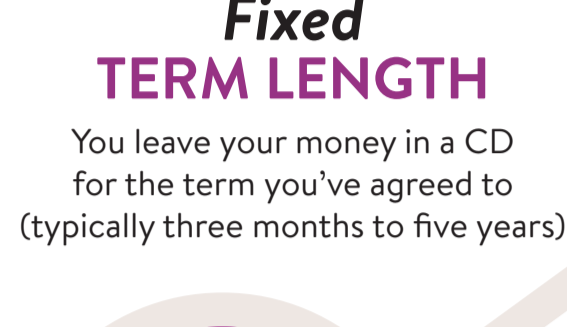 Fixed
TERM LENGTH
You leave your money in a CD
for the term you’ve agreed to
(typically three months to five years)